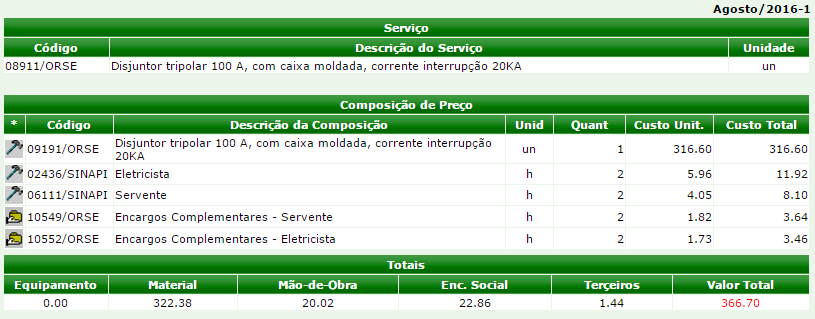 Agosto/2016-1
Serviço
Código Descrição do Serviço Unidade
08911/ORSE Disjuntor tripolar 100 A, com caixa moldada, corrente interrupção 20KA un
Composição de Preço
* Código Descrição da Composição Unid Quant Custo Unit. Custo Total
09191/ORSE Disjuntor tripolar 100 A, com caixa moldada, corrente interrupção 20KA un 1 316.60 316.60
02436/SINAPI Eletricista h 2 5.96 11.92
06111/SINAPI Servente h 2 4.05 8.10
10549/ORSE Encargos Complementares - Servente h 2 1.82 3.64
10552/ORSE Encargos Complementares - Eletricista h 2 1.73 3.46
Totais
Equipamento Material Mão-de-Obra Enc. Social Terçeiros Valor Total
0.00 322.38 20.02 22.86 1.44 366.70